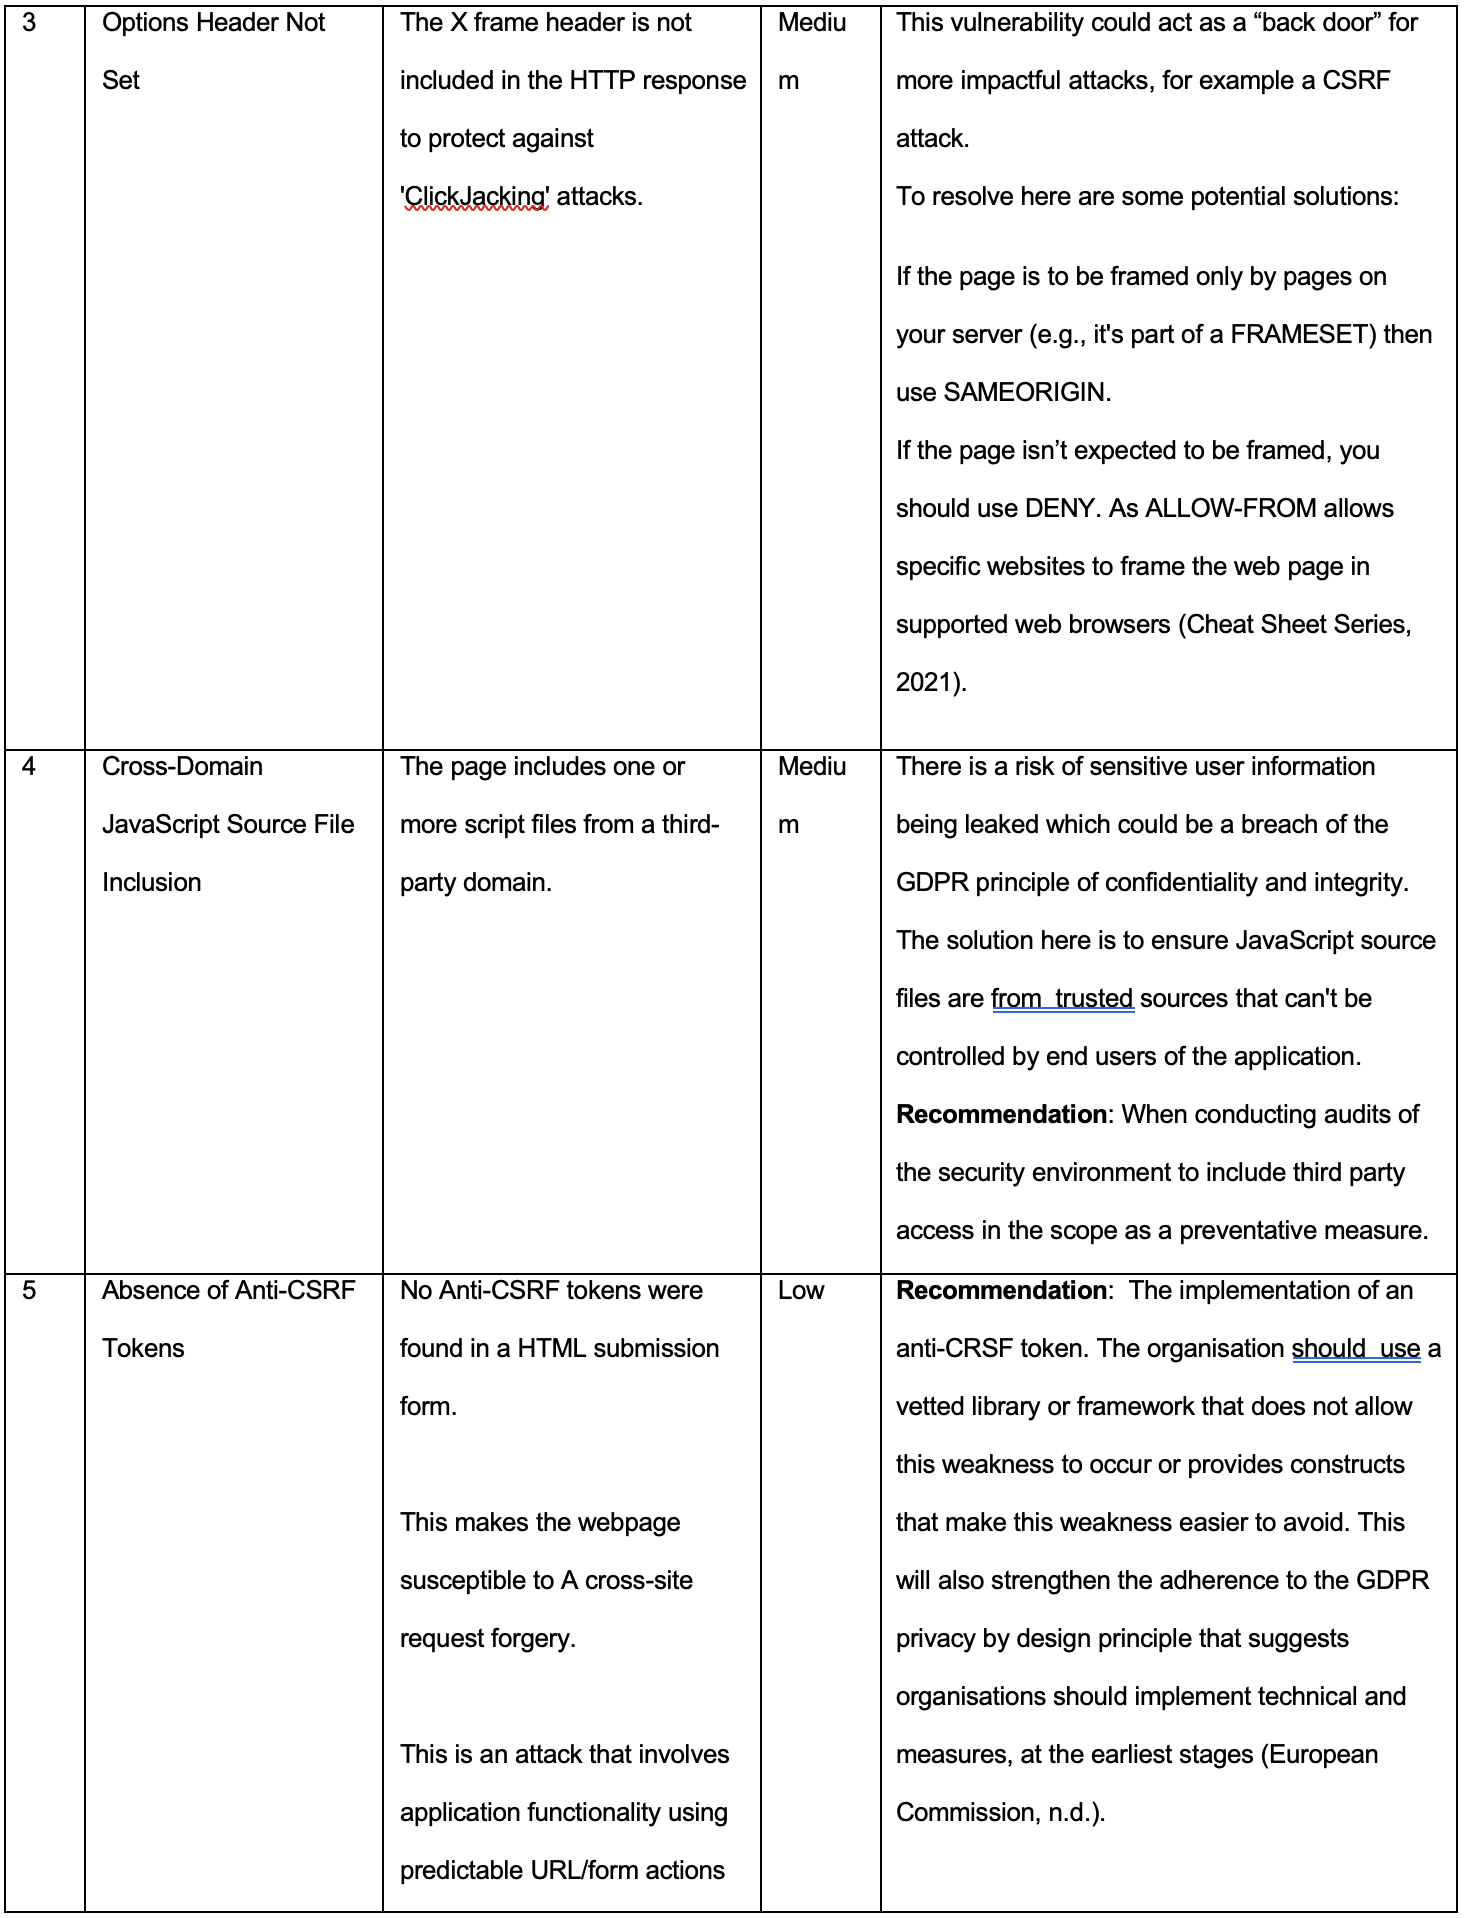 3
Options Header Not
Set
The X frame header is not
included in the HTTP response
to protect against
'ClickJacking' attacks.
Mediu
m
This vulnerability could act as a “back door” for
more impactful attacks, for example a CSRF
attack.
To resolve here are some potential solutions:
If the page is to be framed only by pages on
your server (e.g., it's part of a FRAMESET) then
use SAMEORIGIN.
If the page isn’t expected to be framed, you
should use DENY. As ALLOW-FROM allows
specific websites to frame the web page in
supported web browsers (Cheat Sheet Series,
2021).
4
Cross-Domain
JavaScript Source File
Inclusion
The page includes one or
more script files from a third-
party domain.
Mediu
m
There is a risk of sensitive user information
being leaked which could be a breach of the
GDPR principle of confidentiality and integrity.
The solution here is to ensure JavaScript source
files are from  trusted sources that can't be
controlled by end users of the application.
Recommendation: When conducting audits of
the security environment to include third party
access in the scope as a preventative measure.
5
Absence of Anti-CSRF
Tokens
No Anti-CSRF tokens were
found in a HTML submission
form.
This makes the webpage
susceptible to A cross-site
request forgery.
This is an attack that involves
application functionality using
predictable URL/form actions
Low
Recommendation:  The implementation of an
anti-CRSF token. The organisation should  use a
vetted library or framework that does not allow
this weakness to occur or provides constructs
that make this weakness easier to avoid. This
will also strengthen the adherence to the GDPR
privacy by design principle that suggests
organisations should implement technical and
measures, at the earliest stages (European
Commission, n.d.).